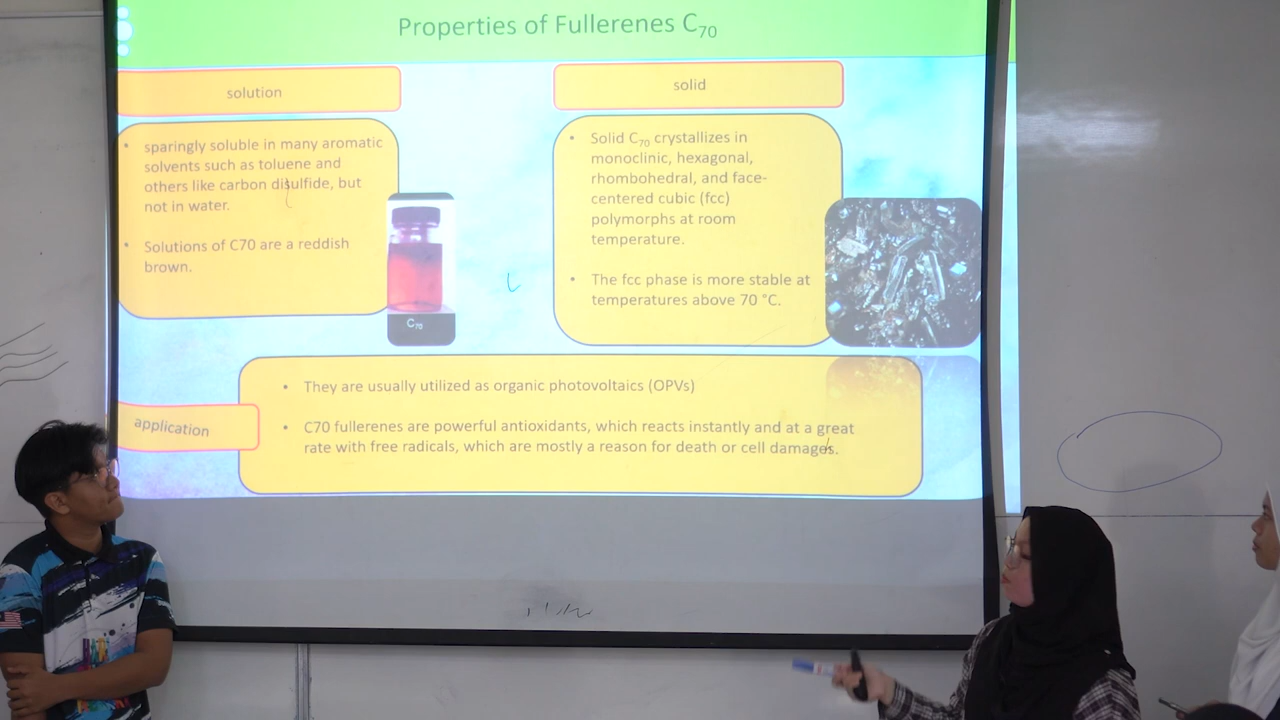 Properties of Fullerenes C₇₀
solution
• sparingly soluble in many aromatic
solvents such as toluene and
others like carbon disulfide, but
not in water.
• Solutions of C70 are a reddish
brown.
C₇₀
solid
• Solid C₇₀ crystallizes in
monoclinic, hexagonal,
rhombohedral, and face-
centered cubic (fcc)
polymorphs at room
temperature.
• The fcc phase is more stable at
temperatures above 70 °C.
application
• They are usually utilized as organic photovoltaics (OPVs)
• C70 fullerenes are powerful antioxidants, which reacts instantly and at a great
rate with free radicals, which are mostly a reason for death or cell damages.